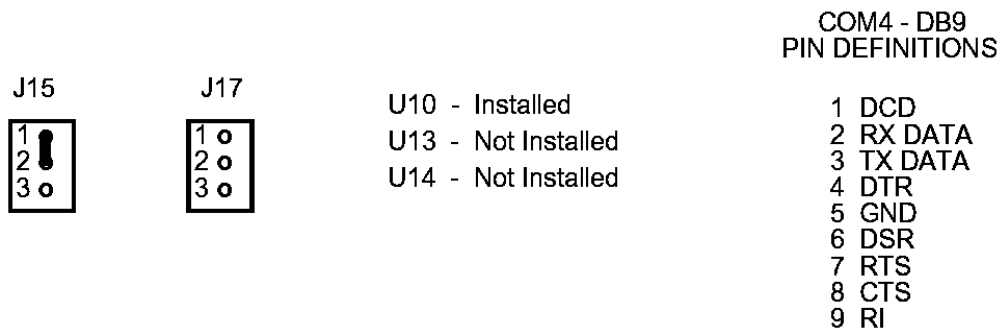 COM4 - DB9
PIN DEFINITIONS
J15
1
2
3
J17
1
2
3
U10 - Installed
U13 - Not Installed
U14 - Not Installed
1 DCD
2 RX DATA
3 TX DATA
4 DTR
5 GND
6 DSR
7 RTS
8 CTS
9 RI